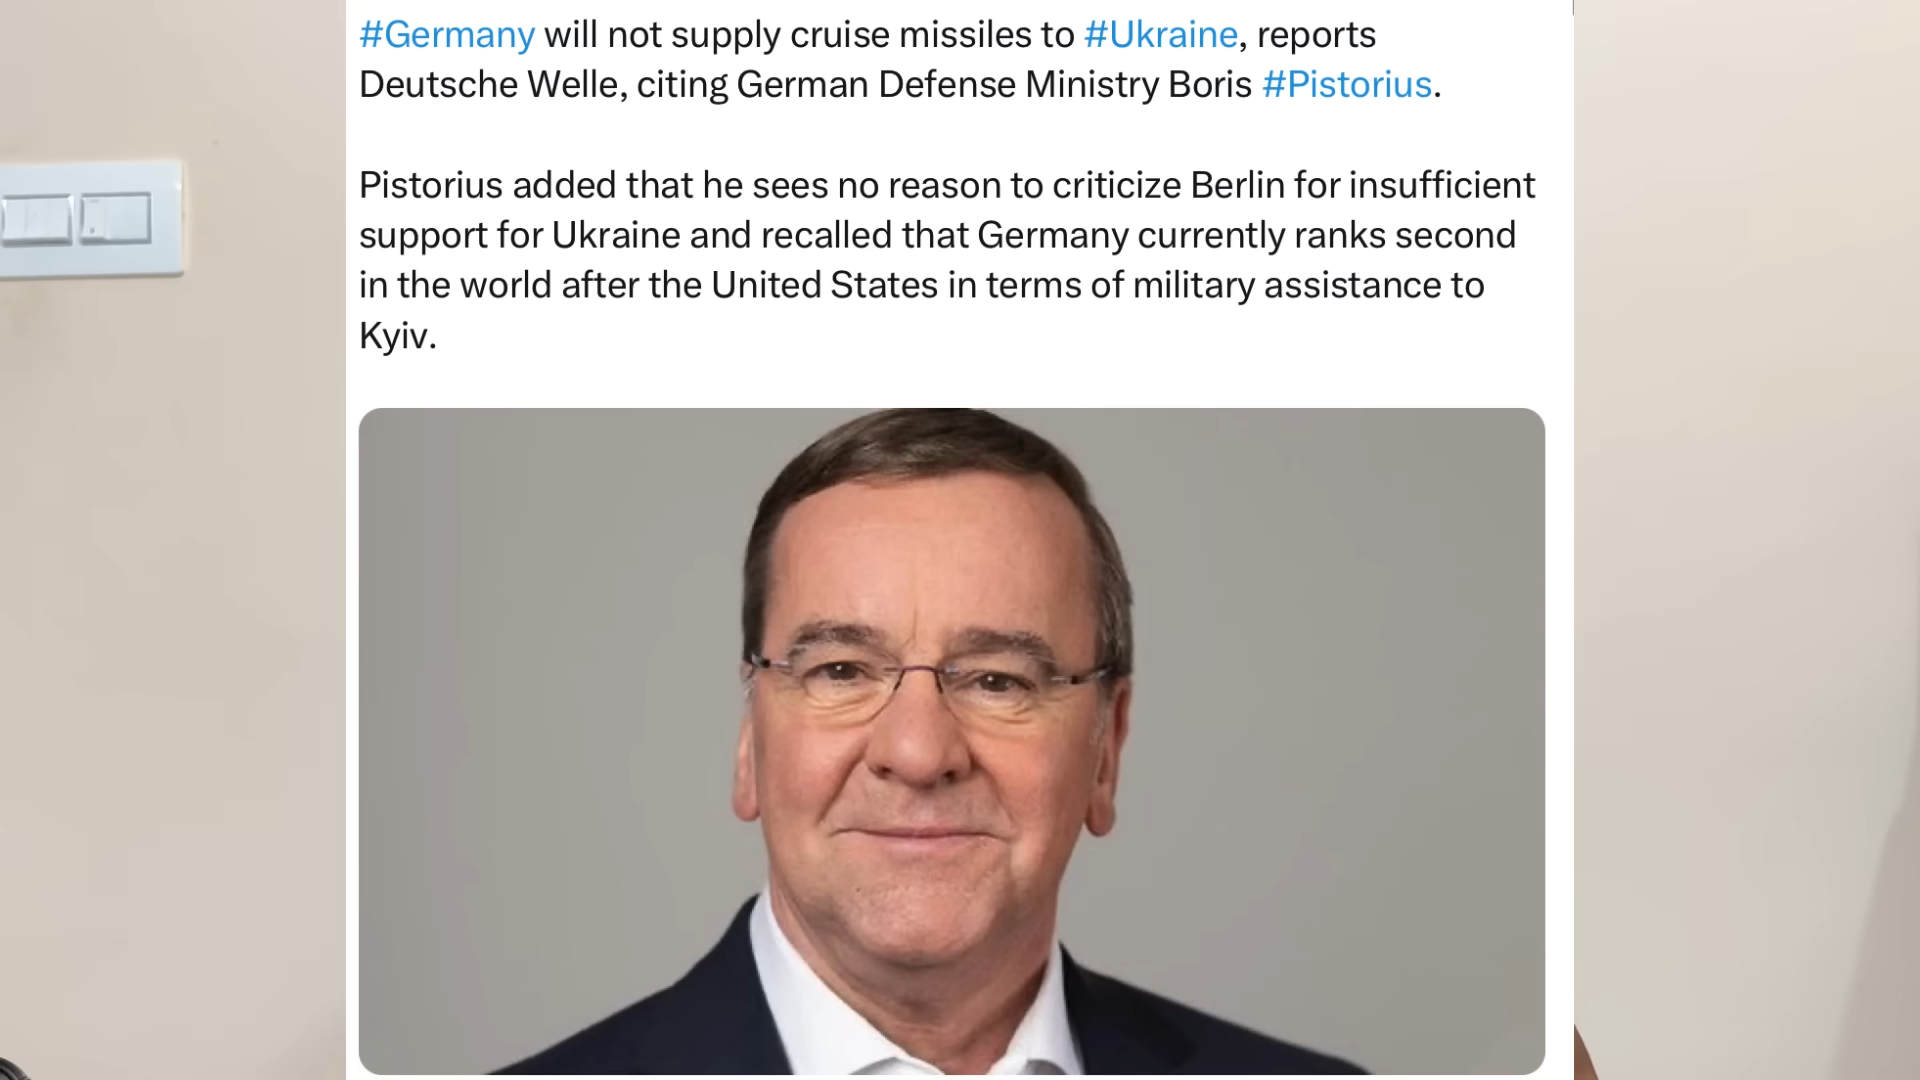 #Germany will not supply cruise missiles to #Ukraine, reports
Deutsche Welle, citing German Defense Ministry Boris #Pistorius.
Pistorius added that he sees no reason to criticize Berlin for insufficient
support for Ukraine and recalled that Germany currently ranks second
in the world after the United States in terms of military assistance to
Kyiv.